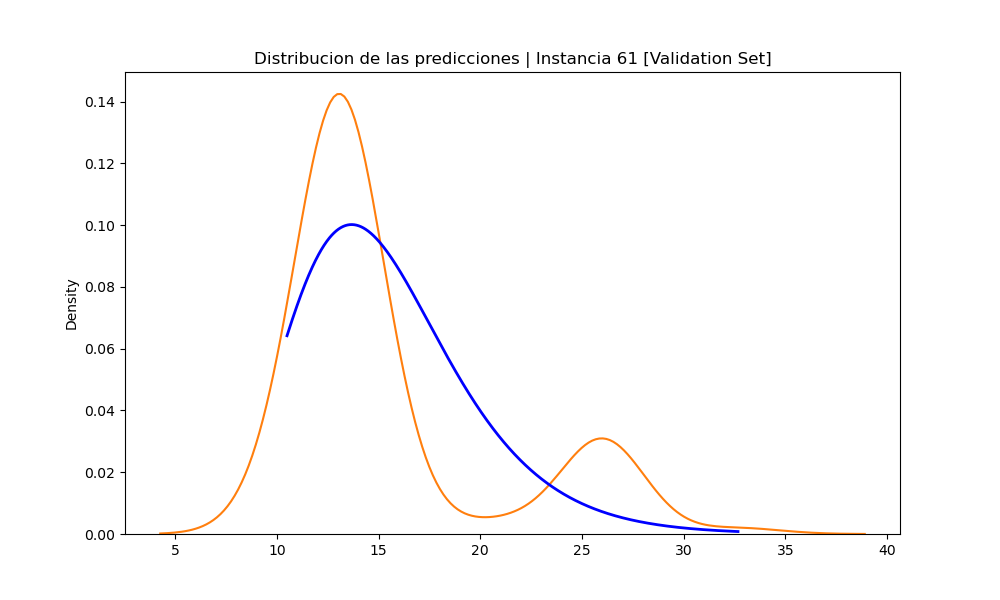 Distribucion de las predicciones | Instancia 61 [Validation Set]
Density
0.14
0.12
0.10
0.08
0.06
0.04
0.02
0.00
5 10 15 20 25 30 35 40